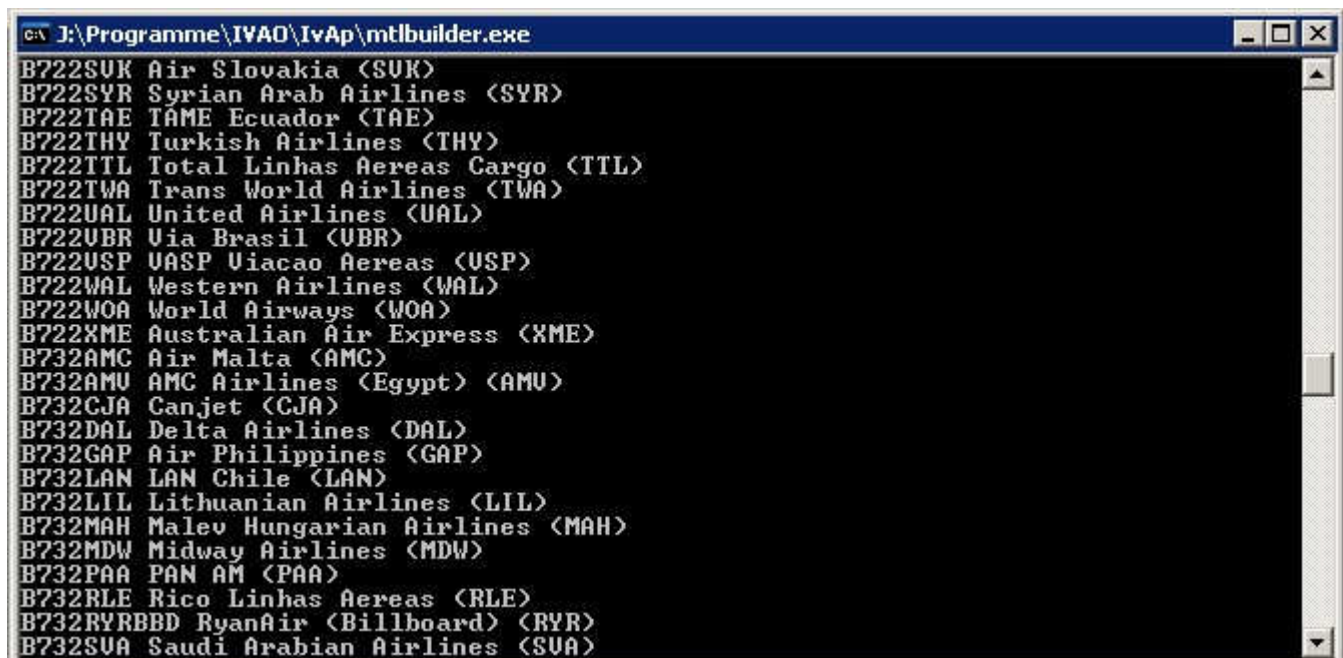 J:\Programme\IVAO\IvAp\mtlbuilder.exe
B722SVK Air Slovakia (SVK)
B722SYR Syrian Arab Airlines (SYR)
B722TAE TAME Ecuador (TAE)
B722THY Turkish Airlines (THY)
B722TTL Total Linhas Aereas Cargo (TTL)
B722TWA Trans World Airlines (TWA)
B722UAL United Airlines (UAL)
B722VBR Via Brasil (VBR)
B722VSP VASP Viacao Aereas (VSP)
B722WAL Western Airlines (WAL)
B722WOA World Airways (WOA)
B722XME Australian Air Express (XME)
B732AMC Air Malta (AMC)
B732AMV AMC Airlines (Egypt) (AMV)
B732CJA Canjet (CJA)
B732DAL Delta Airlines (DAL)
B732GAP Air Philippines (GAP)
B732LAN LAN Chile (LAN)
B732LIL Lithuanian Airlines (LIL)
B732MAH Malev Hungarian Airlines (MAH)
B732MDW Midway Airlines (MDW)
B732PAA PAN AM (PAA)
B732RLE Rico Linhas Aereas (RLE)
B732RYRBBD RyanAir (Billboard) (RYR)
B732SVA Saudi Arabian Airlines (SVA)